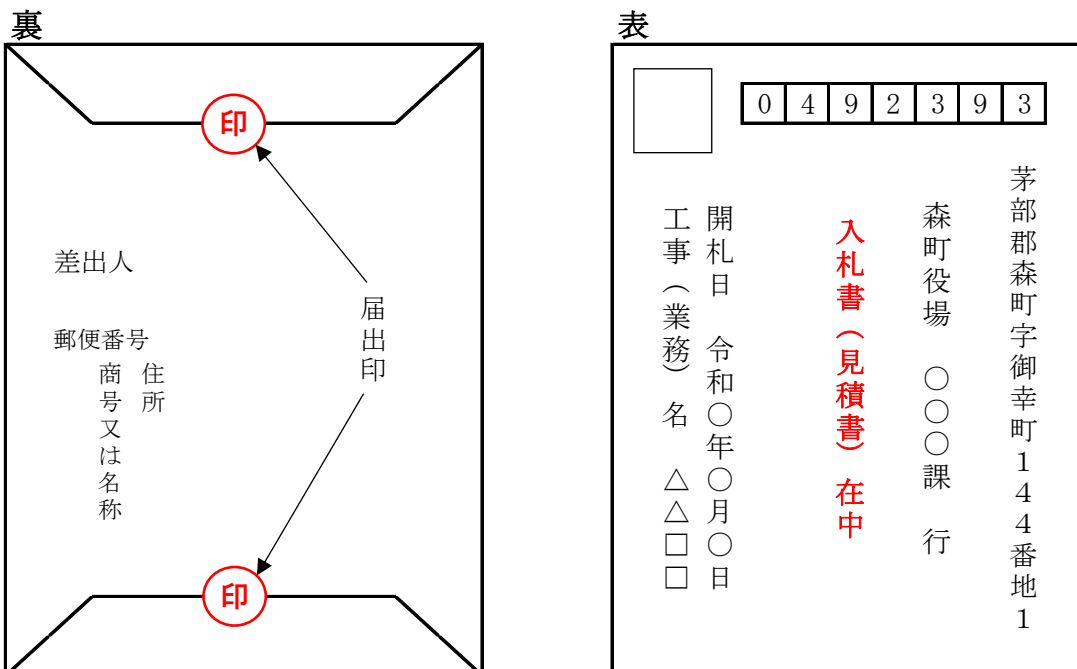 裏
印
差出人
郵便番号
住所
商号又は名称
届出印
印
表
0492393
茅部郡森町字御幸町144番地1
森町役場　○○○課　行
入札書（見積書）在中
開札日　令和○年○月○日
工事（業務）名　△△□□